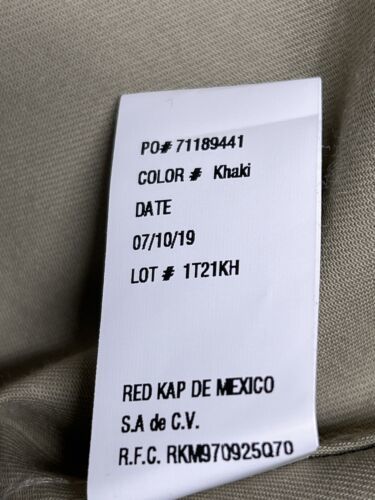 PO# 71189441
COLOR # Khaki
DATE
07/10/19
LOT # 1T21KH
RED KAP DE MEXICO
S.A de C.V.
R.F.C. RKM970925Q70